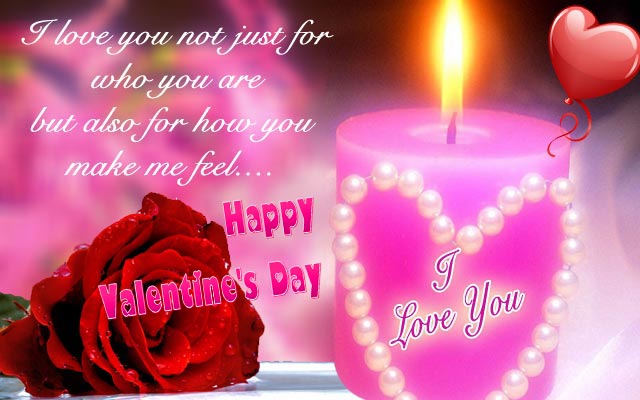 I love you not just for
who you are
but also for how you
make me feel....
Happy
Valentine's Day
I
Love You